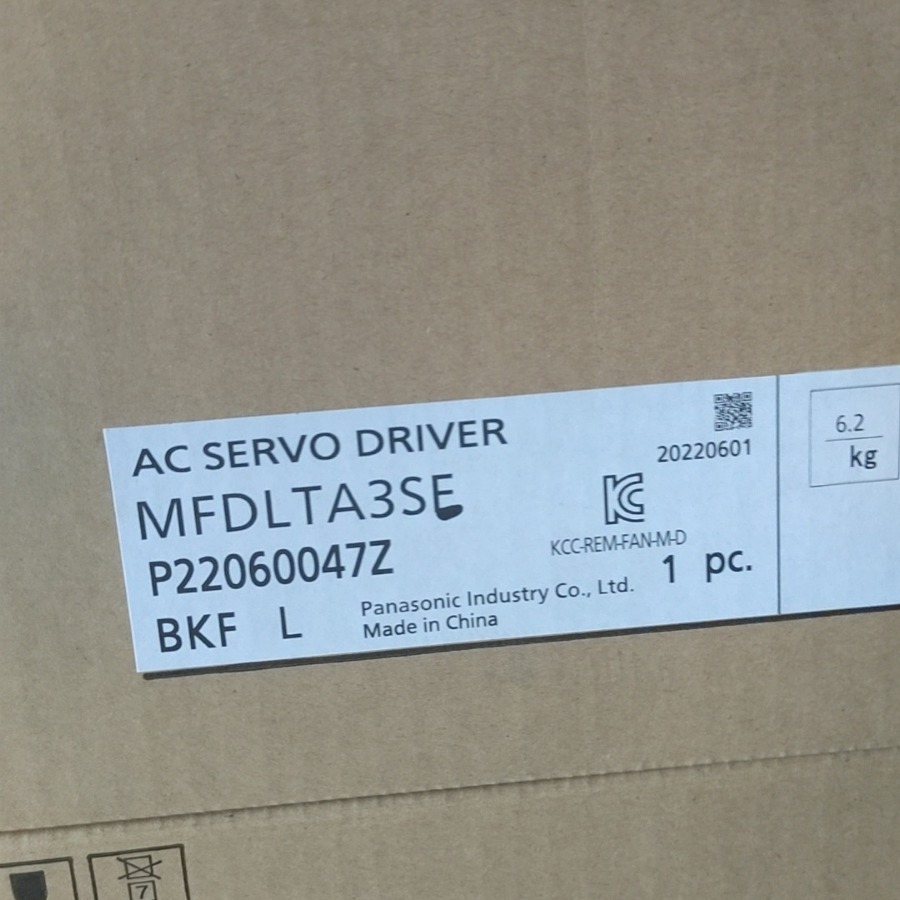 AC SERVO DRIVER
20220601
MFDLTA3SE
KCC-REM-FAN-M-D
P22060047Z
1 pc.
BKF L
Panasonic Industry Co., Ltd.
Made in China
6.2
kg
7